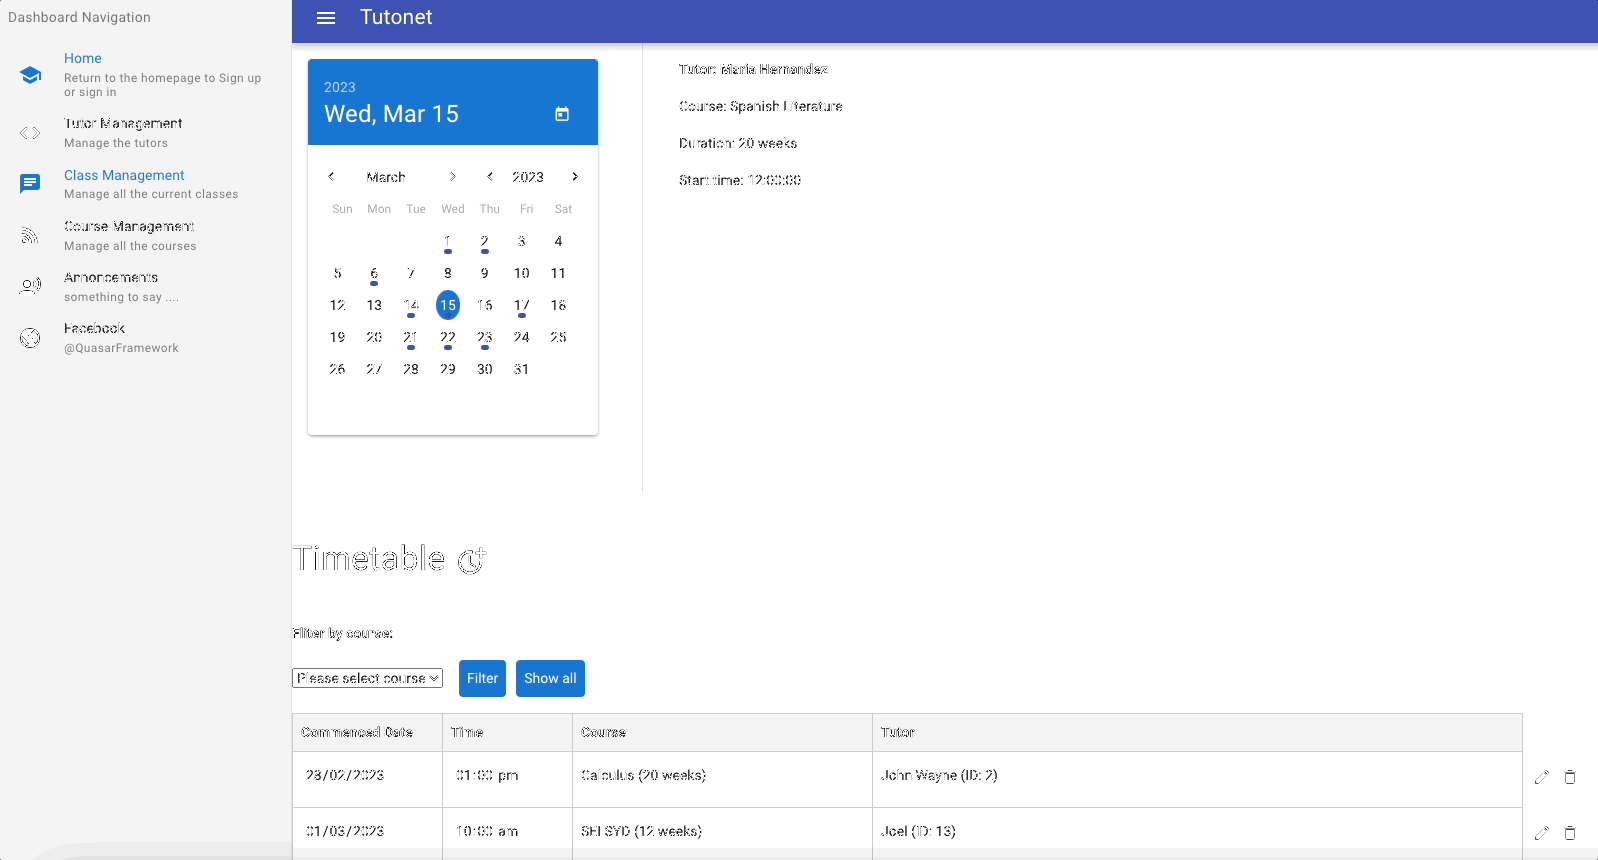 Dashboard Navigation
Home
Return to the homepage to Sign up
or sign in
Tutor Management
Manage the tutors
Class Management
Manage all the current classes
Course Management
Manage all the courses
Annoncements
something to say ....
Facebook
@QuasarFramework
Tutonet
2023
Wed, Mar 15
March 2023
Sun Mon Tue Wed Thu Fri Sat
1 2 3 4
5 6 7 8 9 10 11
12 13 14 15 16 17 18
19 20 21 22 23 24 25
26 27 28 29 30 31
Tutor: Maria Hernandez
Course: Spanish Literature
Duration: 20 weeks
Start time: 12:00:00
Timetable
Filter by course:
Please select course Filter Show all
Commenced Date Time Course Tutor
23/02/2023 01:00 pm Calculus (20 weeks) John Wayne (ID: 2)
01/03/2023 10:00 am SEI SYD (12 weeks) Joel (ID: 13)